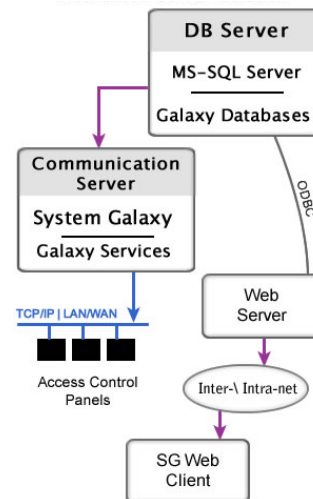 DB Server
MS-SQL Server
Galaxy Databases
Communication
Server
System Galaxy
Galaxy Services
ODBC
TCP/IP | LAN/WAN
Access Control
Panels
Web
Server
Inter-\ Intra-net
SG Web
Client